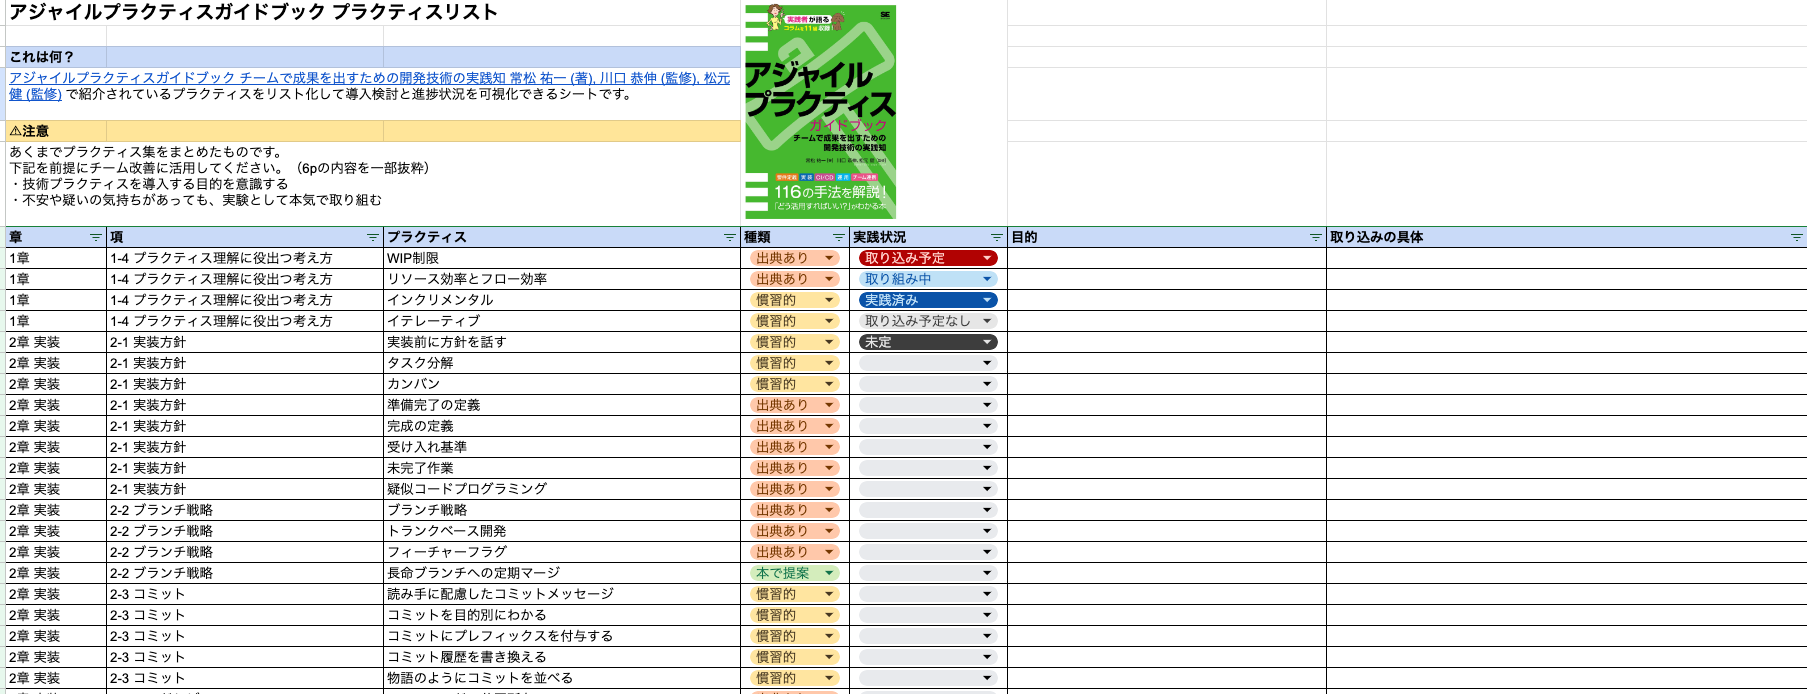 アジャイルプラクティスガイドブック プラクティスリスト
これは何？
アジャイルプラクティスガイドブック チームで成果を出すための開発技術の実践知 常松 祐一 (著), 川口 恭伸 (監修), 松元
健 (監修) で紹介されているプラクティスをリスト化して導入検討と進捗状況を可視化できるシートです。
⚠注意
あくまでプラクティス集をまとめたものです。
下記を前提にチーム改善に活用してください。（6pの内容を一部抜粋）
・技術プラクティスを導入する目的を意識する
・不安や疑いの気持ちがあっても、実験として本気で取り組む
実践者が語る
コラムを11個収録!
SE
アジャイル
プラクティス
ガイドブック
チームで成果を出すための
開発技術の実践知
実装 CI/CD 運用
116の手法を解説!
「どう活用すればいい?」がわかる本
章 項 プラクティス 種類 実践状況 目的 取り込みの具体
1章 1-4 プラクティス理解に役出つ考え方 WIP制限 出典あり 取り込み予定
1章 1-4 プラクティス理解に役出つ考え方 リソース効率とフロー効率 出典あり 取り組み中
1章 1-4 プラクティス理解に役出つ考え方 インクリメンタル 慣習的 実践済み
1章 1-4 プラクティス理解に役出つ考え方 イテレーティブ 慣習的 取り込み予定なし
2章 実装 2-1 実装方針 実装前に方針を話す 慣習的 未定
2章 実装 2-1 実装方針 タスク分解 慣習的
2章 実装 2-1 実装方針 カンバン 慣習的
2章 実装 2-1 実装方針 準備完了の定義 出典あり
2章 実装 2-1 実装方針 完成の定義 出典あり
2章 実装 2-1 実装方針 受け入れ基準 出典あり
2章 実装 2-1 実装方針 未完了作業 出典あり
2章 実装 2-1 実装方針 疑似コードプログラミング 出典あり
2章 実装 2-2 ブランチ戦略 ブランチ戦略 出典あり
2章 実装 2-2 ブランチ戦略 トランクベース開発 出典あり
2章 実装 2-2 ブランチ戦略 フィーチャーフラグ 出典あり
2章 実装 2-2 ブランチ戦略 長命ブランチへの定期マージ 本で提案
2章 実装 2-3 コミット 読み手に配慮したコミットメッセージ 慣習的
2章 実装 2-3 コミット コミットを目的別にわかる 慣習的
2章 実装 2-3 コミット コミットにプレフィックスを付与する 慣習的
2章 実装 2-3 コミット コミット履歴を書き換える 慣習的
2章 実装 2-3 コミット 物語のようにコミットを並べる 慣習的